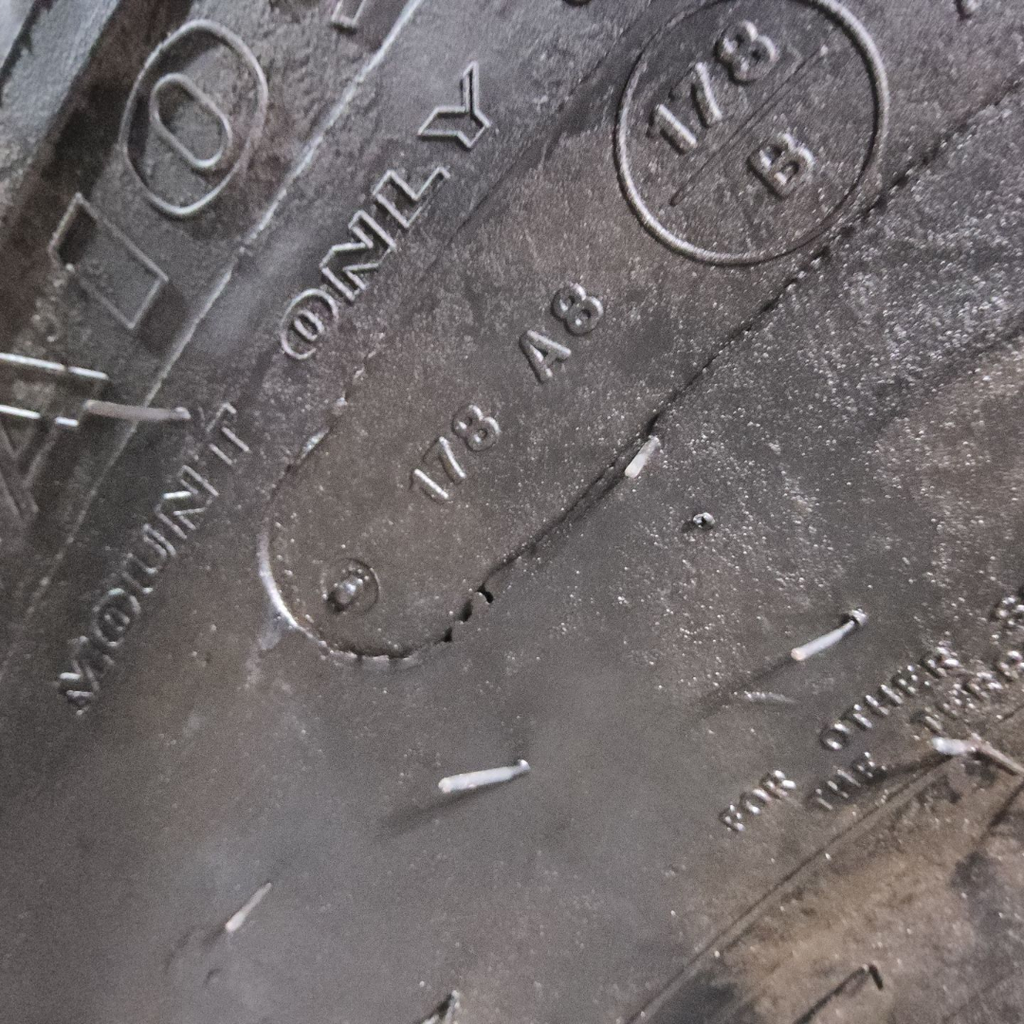 MOUNT ONLY
178 A8
178
B
FOR OTHER
THE